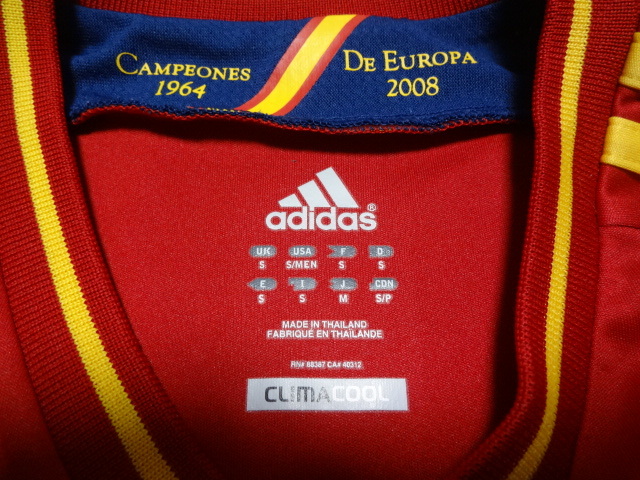 CAMPEONES DE EUROPA
1964 2008
adidas®
UK USA F D
S S/MEN S S
E I J CDN
S S M S/P
MADE IN THAILAND
FABRIQUÉ EN THAÏLANDE
RN# 88387 CA# 40312
CLIMACOOL